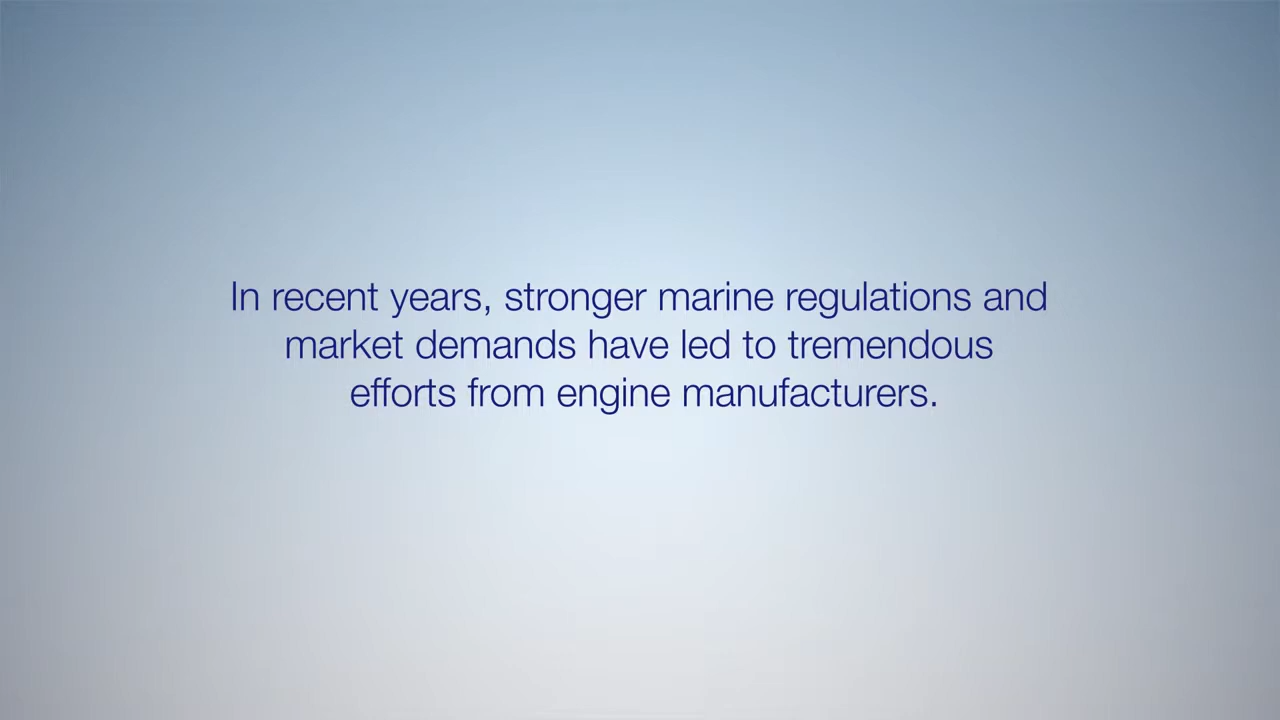 In recent years, stronger marine regulations and
market demands have led to tremendous
efforts from engine manufacturers.